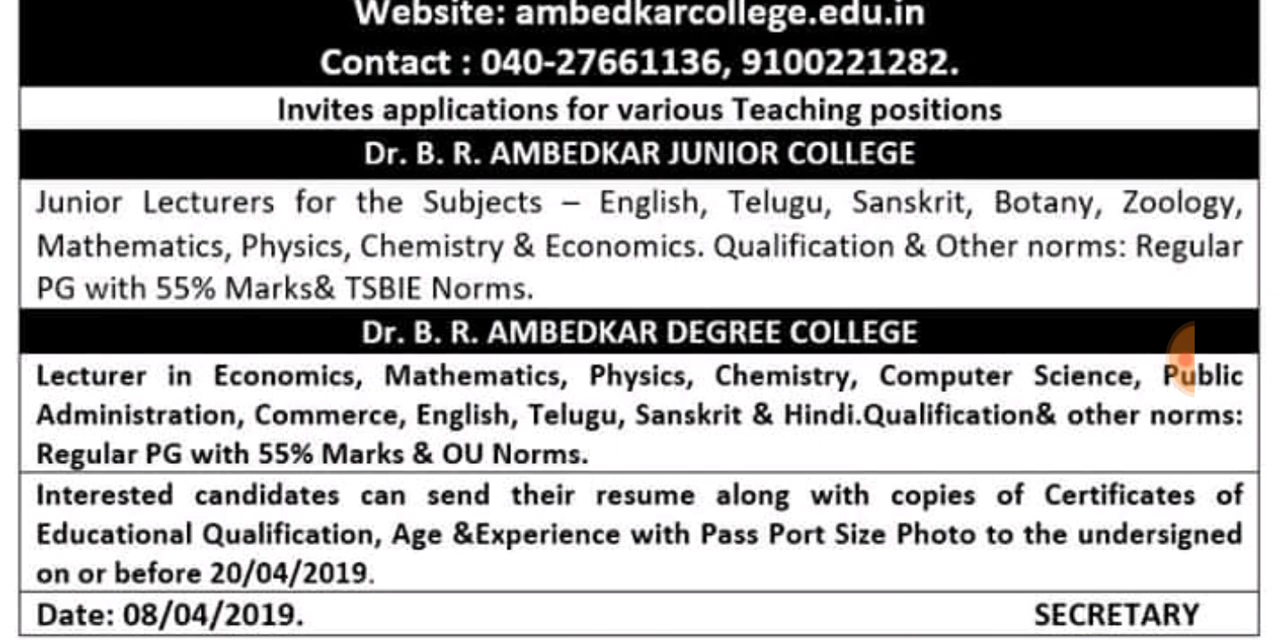 Website: ambedkarcollege.edu.in
Contact : 040-27661136, 9100221282.
Invites applications for various Teaching positions
Dr. B. R. AMBEDKAR JUNIOR COLLEGE
Junior Lecturers for the Subjects – English, Telugu, Sanskrit, Botany, Zoology,
Mathematics, Physics, Chemistry & Economics. Qualification & Other norms: Regular
PG with 55% Marks& TSBIE Norms.
Dr. B. R. AMBEDKAR DEGREE COLLEGE
Lecturer in Economics, Mathematics, Physics, Chemistry, Computer Science, Public
Administration, Commerce, English, Telugu, Sanskrit & Hindi.Qualification& other norms:
Regular PG with 55% Marks & OU Norms.
Interested candidates can send their resume along with copies of Certificates of
Educational Qualification, Age &Experience with Pass Port Size Photo to the undersigned
on or before 20/04/2019.
Date: 08/04/2019. SECRETARY